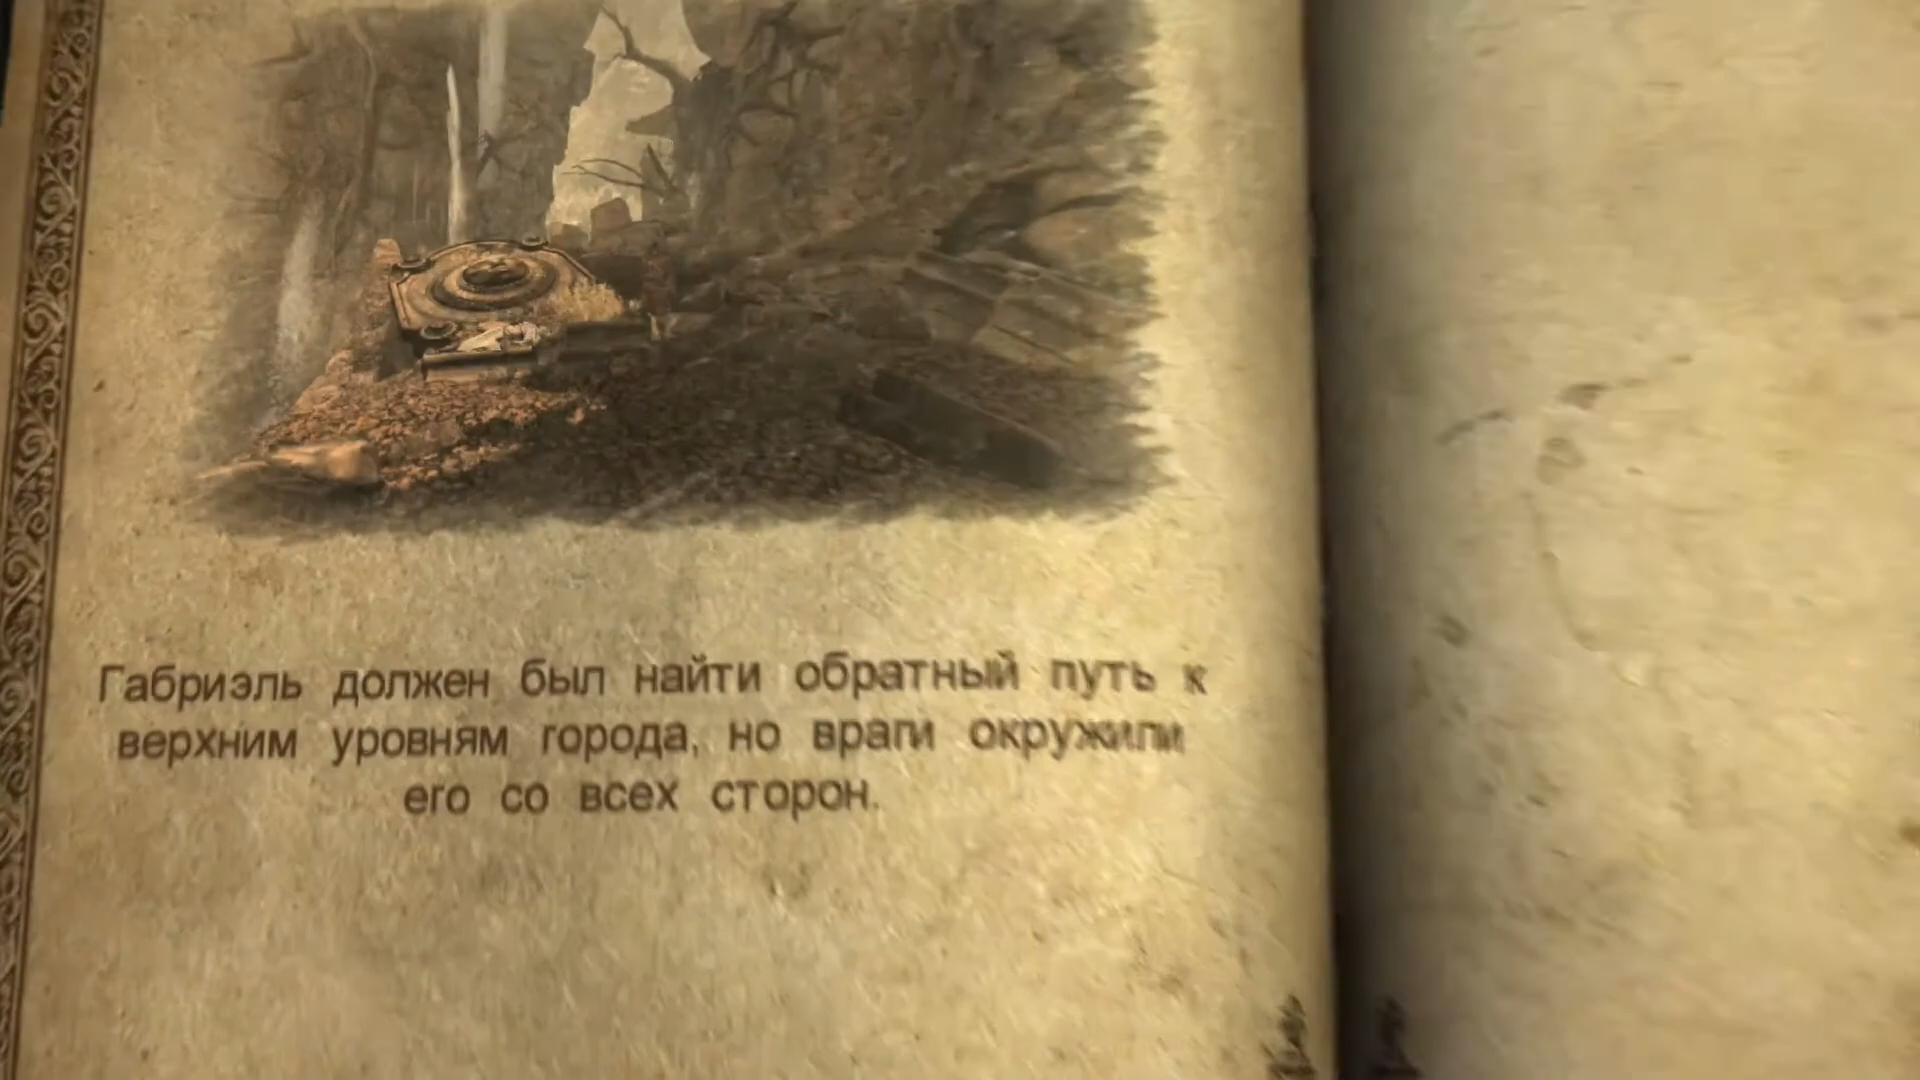 Габриэль должен был найти обратный путь к
верхним уровням города, но враги окружили
его со всех сторон.